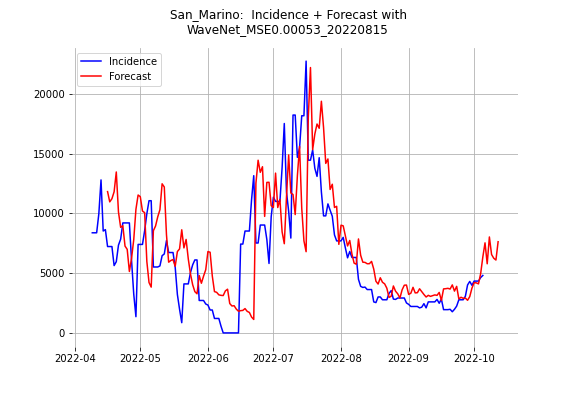 San_Marino:  Incidence + Forecast with
WaveNet_MSE0.00053_20220815
Incidence
Forecast
20000
15000
10000
5000
0
2022-04 2022-05 2022-06 2022-07 2022-08 2022-09 2022-10